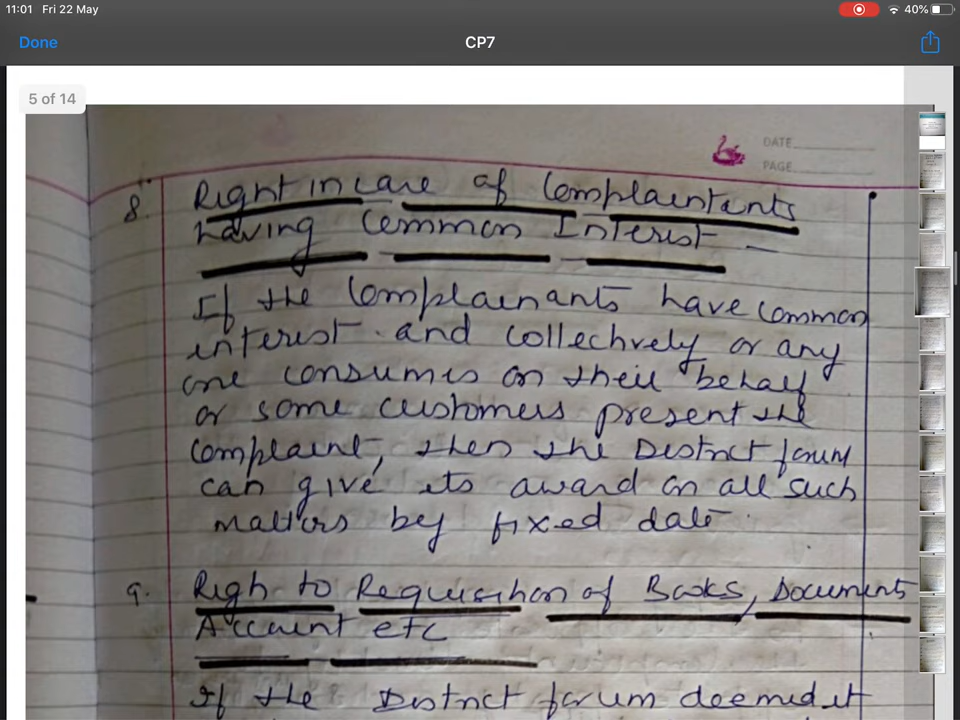 11:01 Fri 22 May
40%
Done
CP7
5 of 14
DATE
PAGE
8. Right in case of Complaintants
having Common Interest -
If the Complainants have common
interest and collectively or any
one consumers on their behalf
or some customers present the
complaint, then the District forum
can give its award on all such
matters by fixed date.
9. Righ to Requisition of Books, Documents
Account etc
If the District forum deemed it